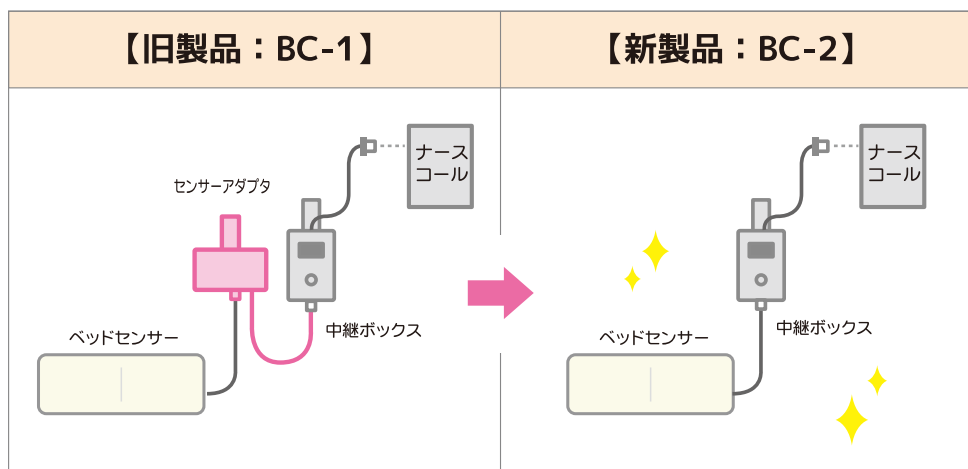 【旧製品：BC-1】
【新製品：BC-2】
ナース
コール
センサーアダプタ
中継ボックス
ベッドセンサー
ナース
コール
中継ボックス
ベッドセンサー